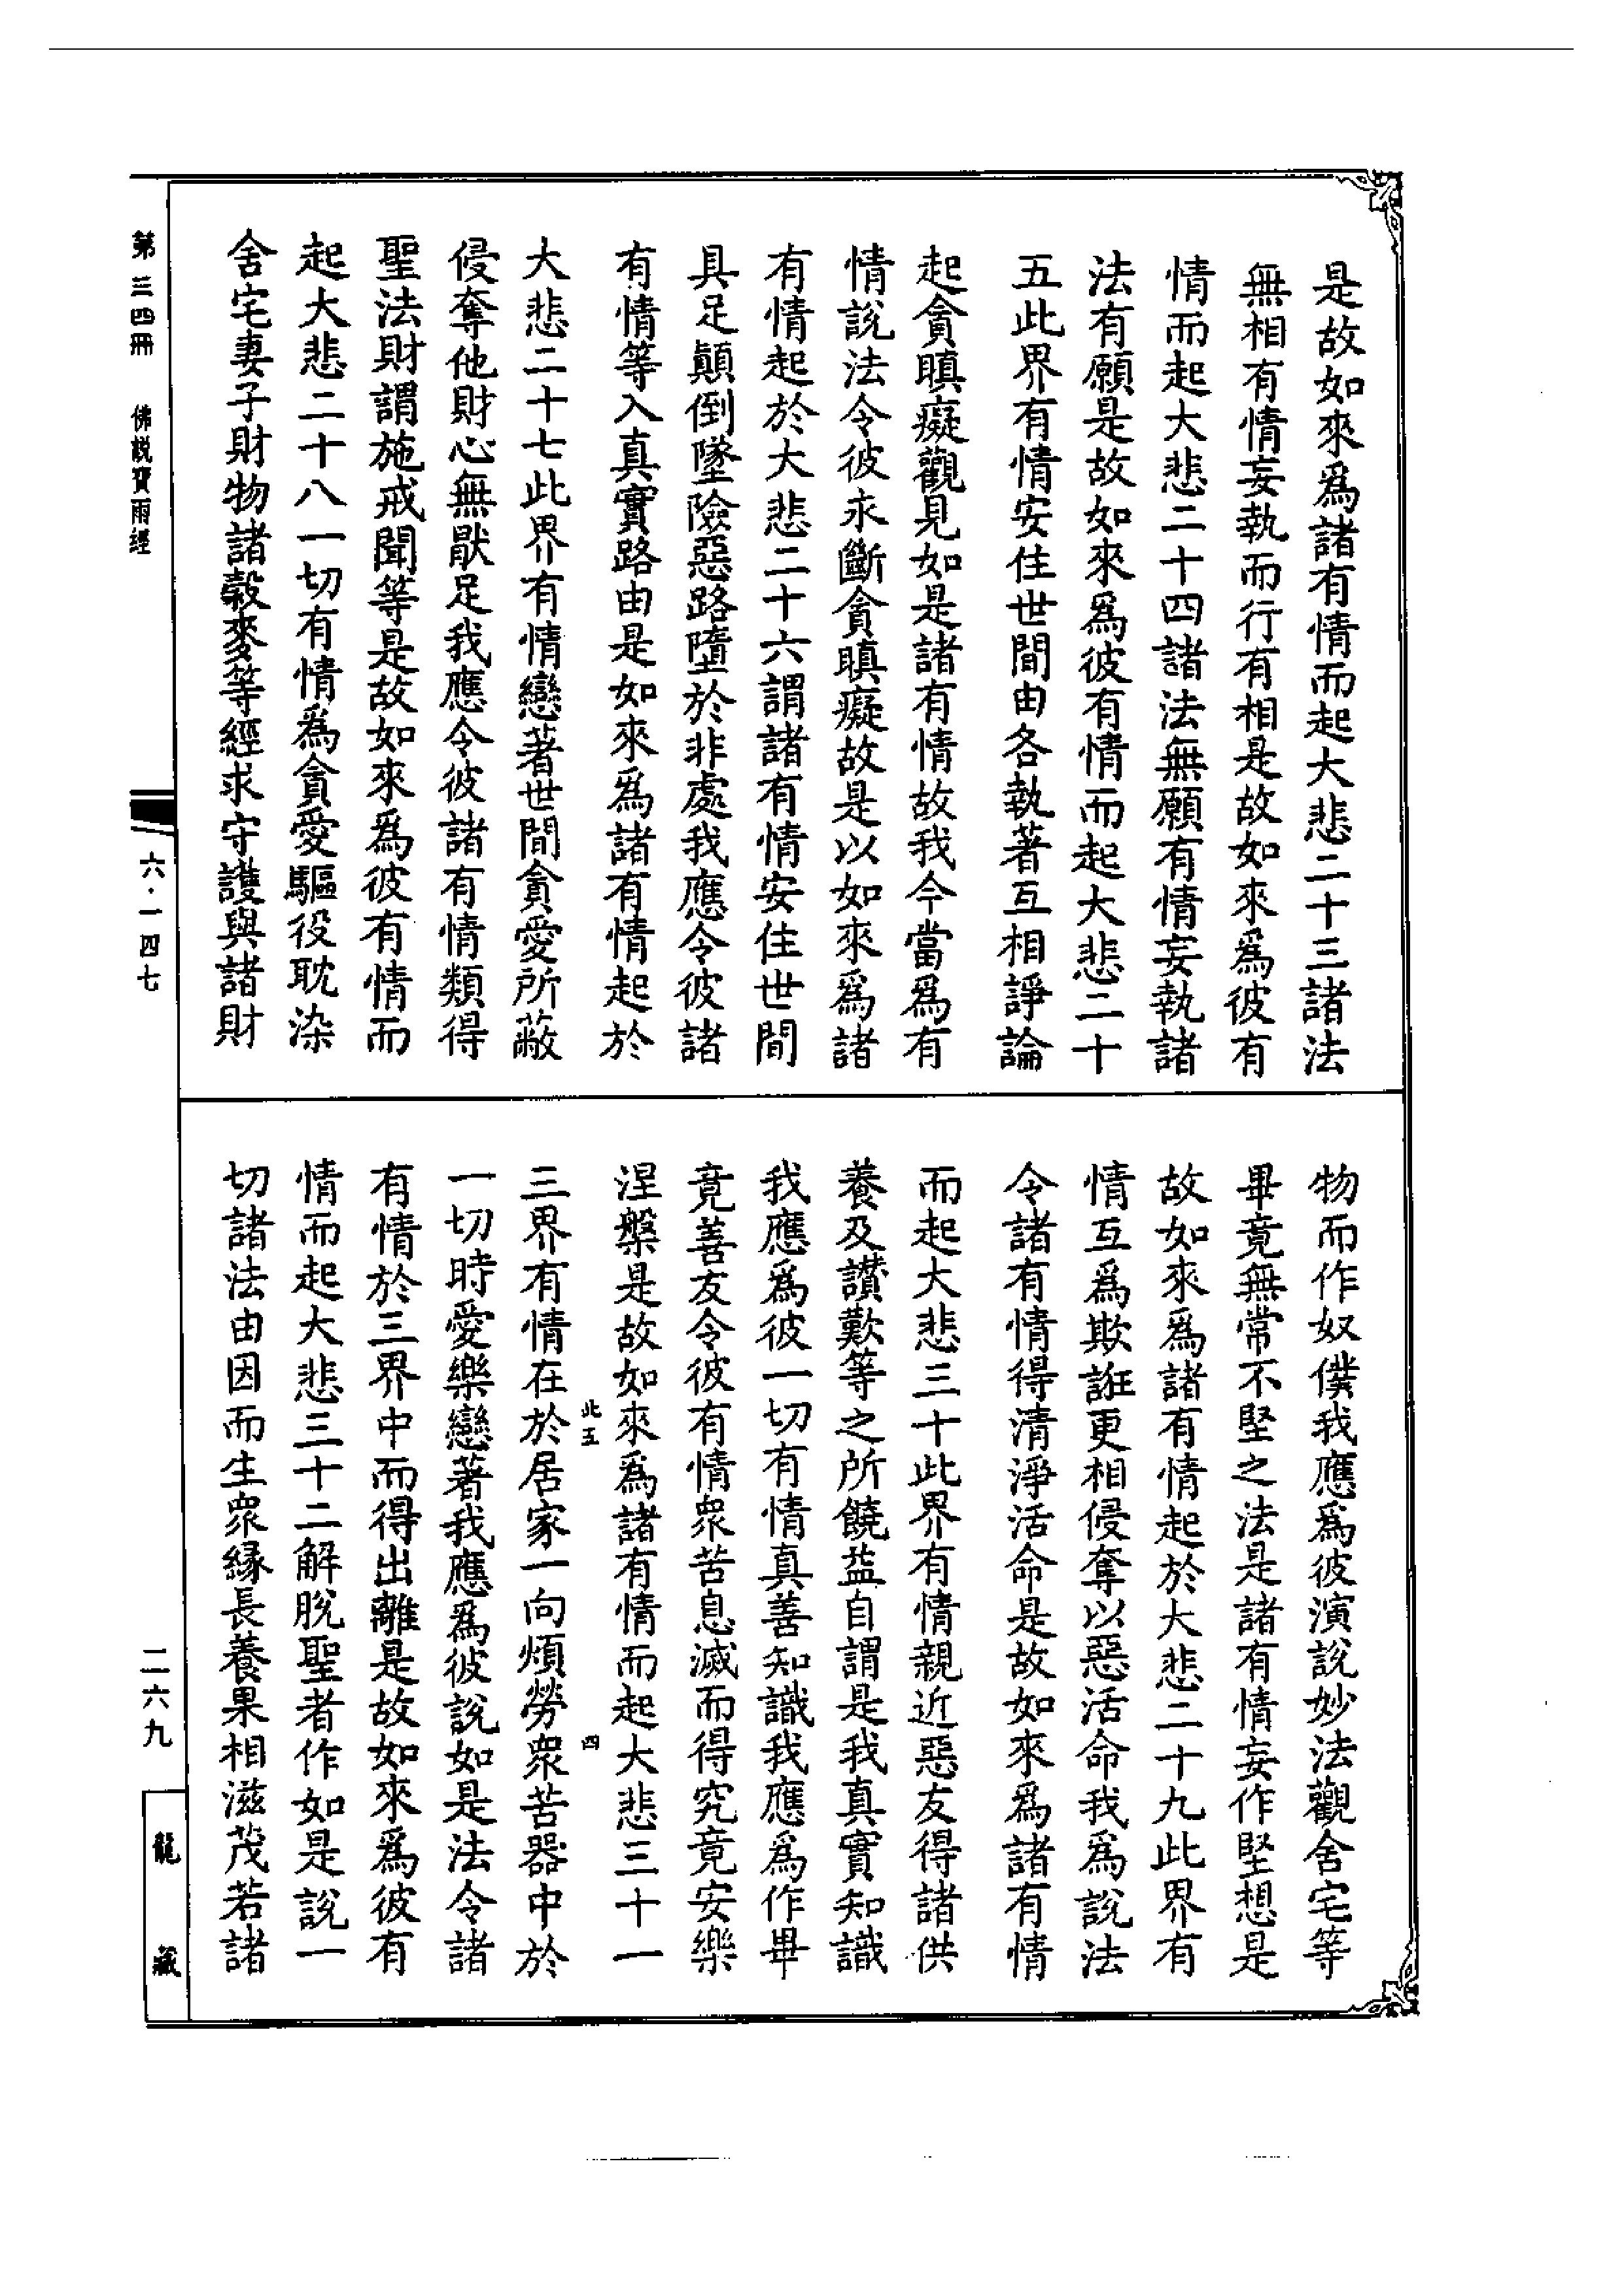 是故如來爲諸有情而起大悲二十三諸法
無相有情妄執而行有相是故如來爲彼有
情而起大悲二十四諸法無願有情妄執諸
法有願是故如來爲彼有情而起大悲二十
五此界有情安住世間由各執著互相諍論
起貪瞋癡觀見如是諸有情故我今當爲有
情說法令彼永斷貪瞋癡故是以如來爲諸
有情起於大悲二十六謂諸有情安住世間
具足顛倒墜險惡路墮於非處我應令彼諸
有情等入真實路由是如來爲諸有情起於
大悲二十七此界有情戀著世間貪愛所蔽
侵奪他財心無猒足我應令彼諸有情類得
聖法財謂施戒聞等是故如來爲彼有情而
起大悲二十八一切有情爲貪愛驅役耽染
舍宅妻子財物諸穀麥等經求守護與諸財
物而作奴僕我應爲彼演說妙法觀舍宅等
畢竟無常不堅之法是諸有情妄作堅想是
故如來爲諸有情起於大悲二十九此界有
情互爲欺誑更相侵奪以惡活命我爲說法
令諸有情得清淨活命是故如來爲諸有情
而起大悲三十此界有情親近惡友得諸供
養及讚歎等之所饒益自謂是我真實知識
我應爲彼一切有情真善知識我應爲作畢
竟善友令彼有情衆苦息滅而得究竟安樂
涅槃是故如來爲諸有情而起大悲三十一
此五
四
三界有情在於居家一向煩勞衆苦器中於
一切時愛樂戀著我應爲彼說如是法令諸
有情於三界中而得出離是故如來爲彼有
情而起大悲三十二解脫聖者作如是說一
切諸法由因而生衆緣長養果相滋茂若諸
第三四冊 佛說寶雨經
六·一四七
二六九
龍藏